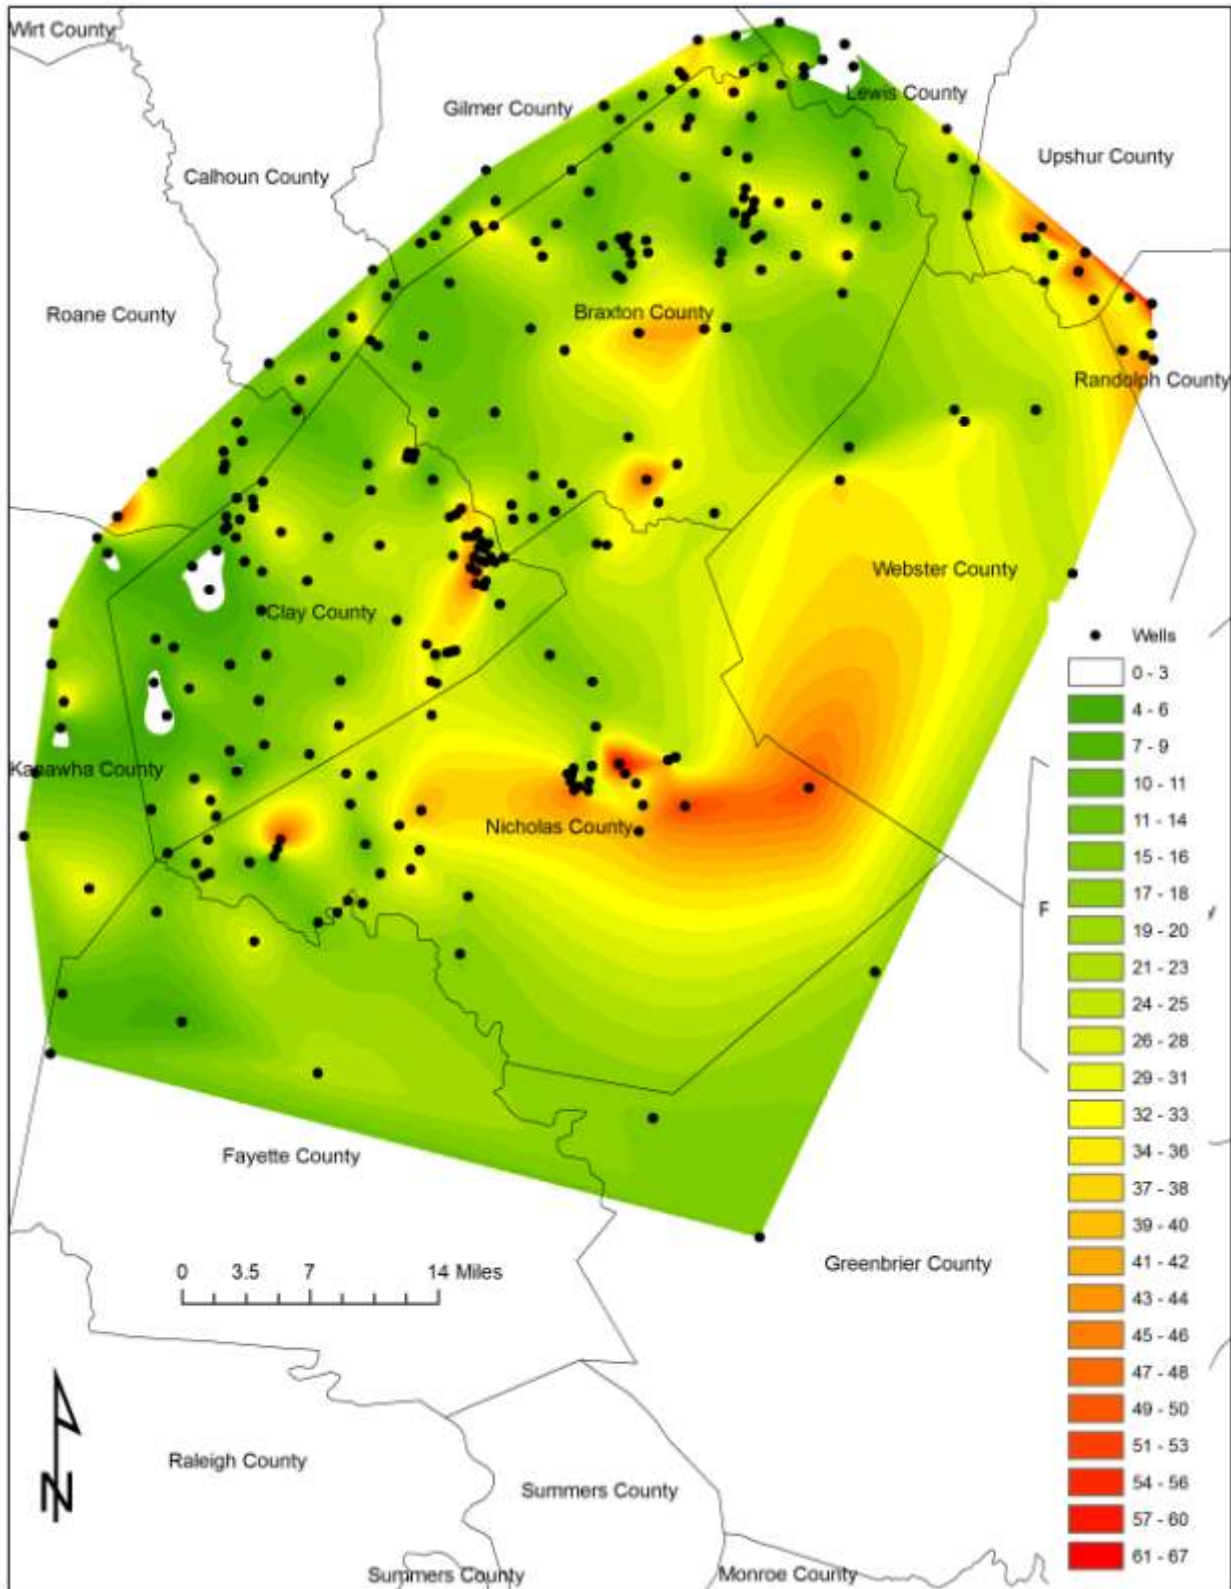 Wirt County
Gilmer County
Lewis County
Upshur County
Calhoun County
Roane County
Braxton County
Randolph County
Webster County
Clay County
Wells
0 - 3
4 - 6
7 - 9
Kanawha County
10 - 11
11 - 14
Nicholas County
15 - 16
17 - 18
F
y
19 - 20
21 - 23
24 - 25
26 - 28
29 - 31
32 - 33
Fayette County
34 - 36
37 - 38
39 - 40
Greenbrier County
0 3.5 7 14 Miles
41 - 42
43 - 44
45 - 46
47 - 48
49 - 50
51 - 53
Raleigh County
Summers County
N
54 - 56
57 - 60
61 - 67
Summers County
Monroe County